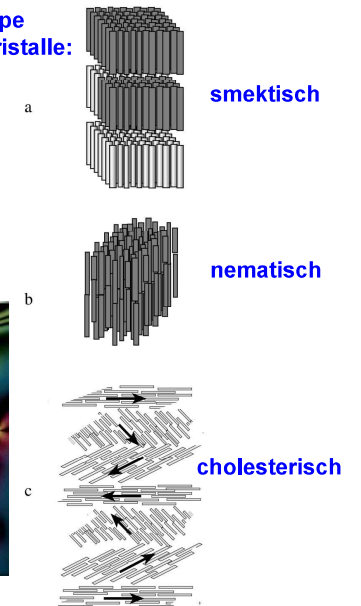 pe
ristalle:
a
smektisch
b
nematisch
c
cholesterisch